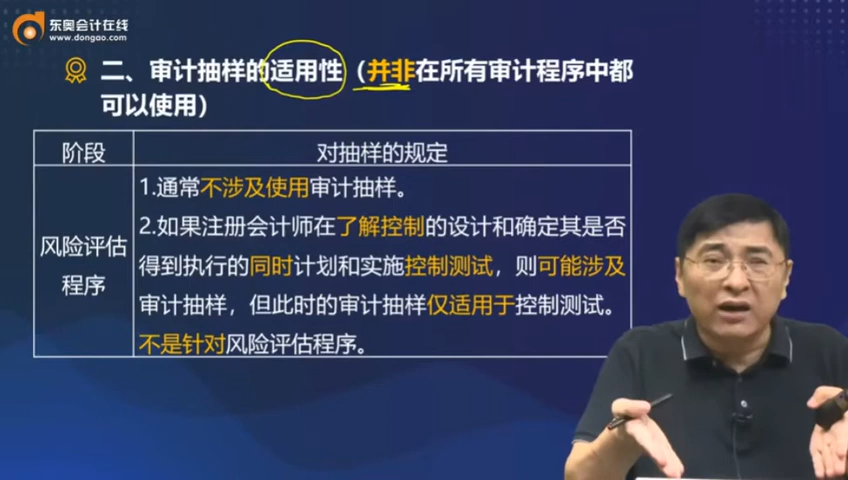 东奥会计在线
www.dongao.com
二、审计抽样的适用性（并非在所有审计程序中都
可以使用）
阶段
对抽样的规定
风险评估
程序
1.通常不涉及使用审计抽样。
2.如果注册会计师在了解控制的设计和确定其是否
得到执行的同时计划和实施控制测试，则可能涉及
审计抽样，但此时的审计抽样仅适用于控制测试。
不是针对风险评估程序。